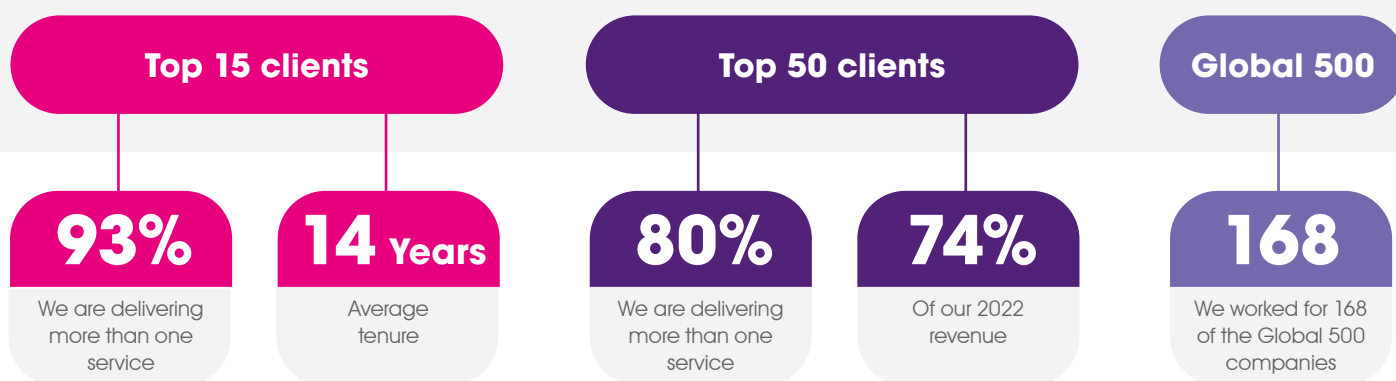 Top 15 clients
93%
We are delivering
more than one
service
14 Years
Average
tenure
Top 50 clients
80%
We are delivering
more than one
service
74%
Of our 2022
revenue
Global 500
168
We worked for 168
of the Global 500
companies